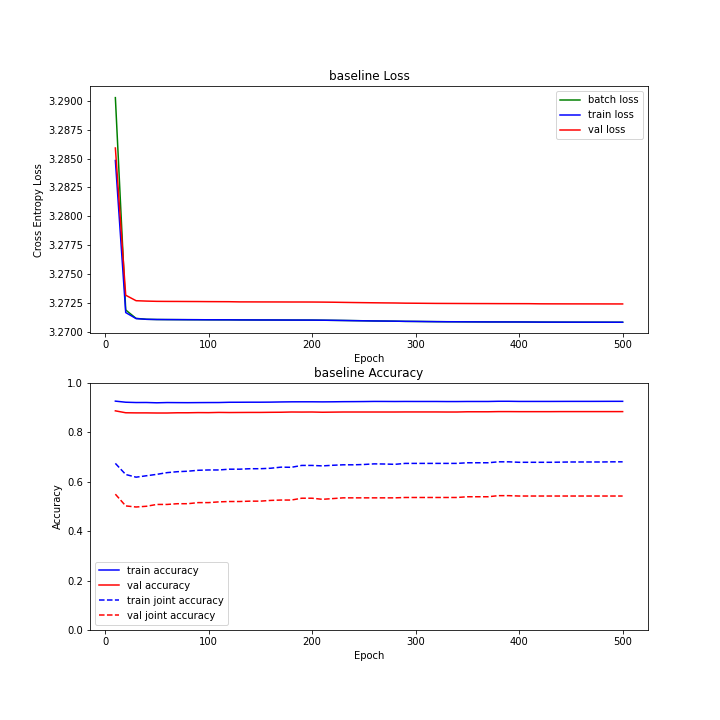 baseline Loss
Cross Entropy Loss
3.2900
3.2875
3.2850
3.2825
3.2800
3.2775
3.2750
3.2725
3.2700
batch loss
train loss
val loss
0 100 200 300 400 500
Epoch
baseline Accuracy
Accuracy
1.0
0.8
0.6
0.4
0.2
0.0
train accuracy
val accuracy
train joint accuracy
val joint accuracy
0 100 200 300 400 500
Epoch